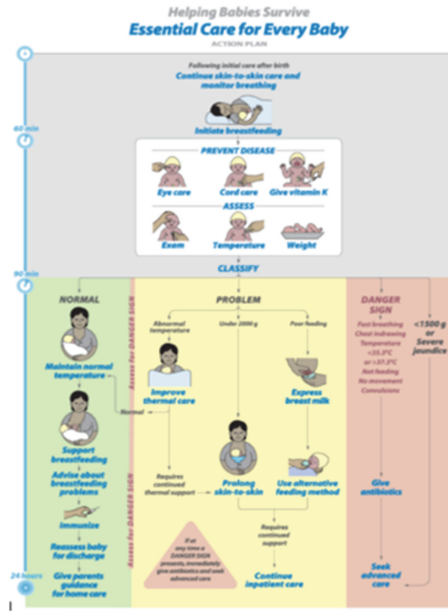 Helping Babies Survive
Essential Care for Every Baby
ACTION PLAN
Following initial care after birth
Continue skin-to-skin care and
monitor breathing
Initiate breastfeeding
60 min
PREVENT DISEASE
Eye care
Cord care
Give vitamin K
ASSESS
Exam
Temperature
Weight
CLASSIFY
90 min
NORMAL
Maintain normal
temperature
Support
breastfeeding
Advise about
breastfeeding
problems
Immunize
Reassess baby
for discharge
Give parents
guidance
for home care
24 hours
Assess for DANGER SIGN
Assess for DANGER SIGN
PROBLEM
Abnormal
temperature
Improve
thermal care
Normal
Requires
continued
thermal support
Under 2000 g
Prolong
skin-to-skin
Poor feeding
Express
breast milk
Use alternative
feeding method
Requires
continued
support
Continue
inpatient care
If at
any time a
DANGER SIGN
presents, immediately
give antibiotics and seek
advanced care
DANGER
SIGN
Fast breathing
Chest indrawing
Temperature
<35.5°C
or >37.5°C
Not feeding
No movement
Convulsions
Give
antibiotics
Seek
advanced
care
<1500 g
or
Severe
jaundice